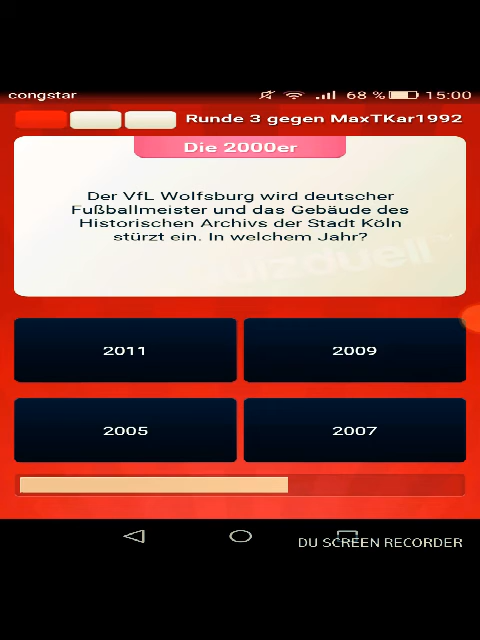 congstar 68 % 15:00
Runde 3 gegen MaxTKar1992
Die 2000er
Der VfL Wolfsburg wird deutscher
Fußballmeister und das Gebäude des
Historischen Archivs der Stadt Köln
stürzt ein. In welchem Jahr?
quizduell
2011 2009
2005 2007
DU SCREEN RECORDER